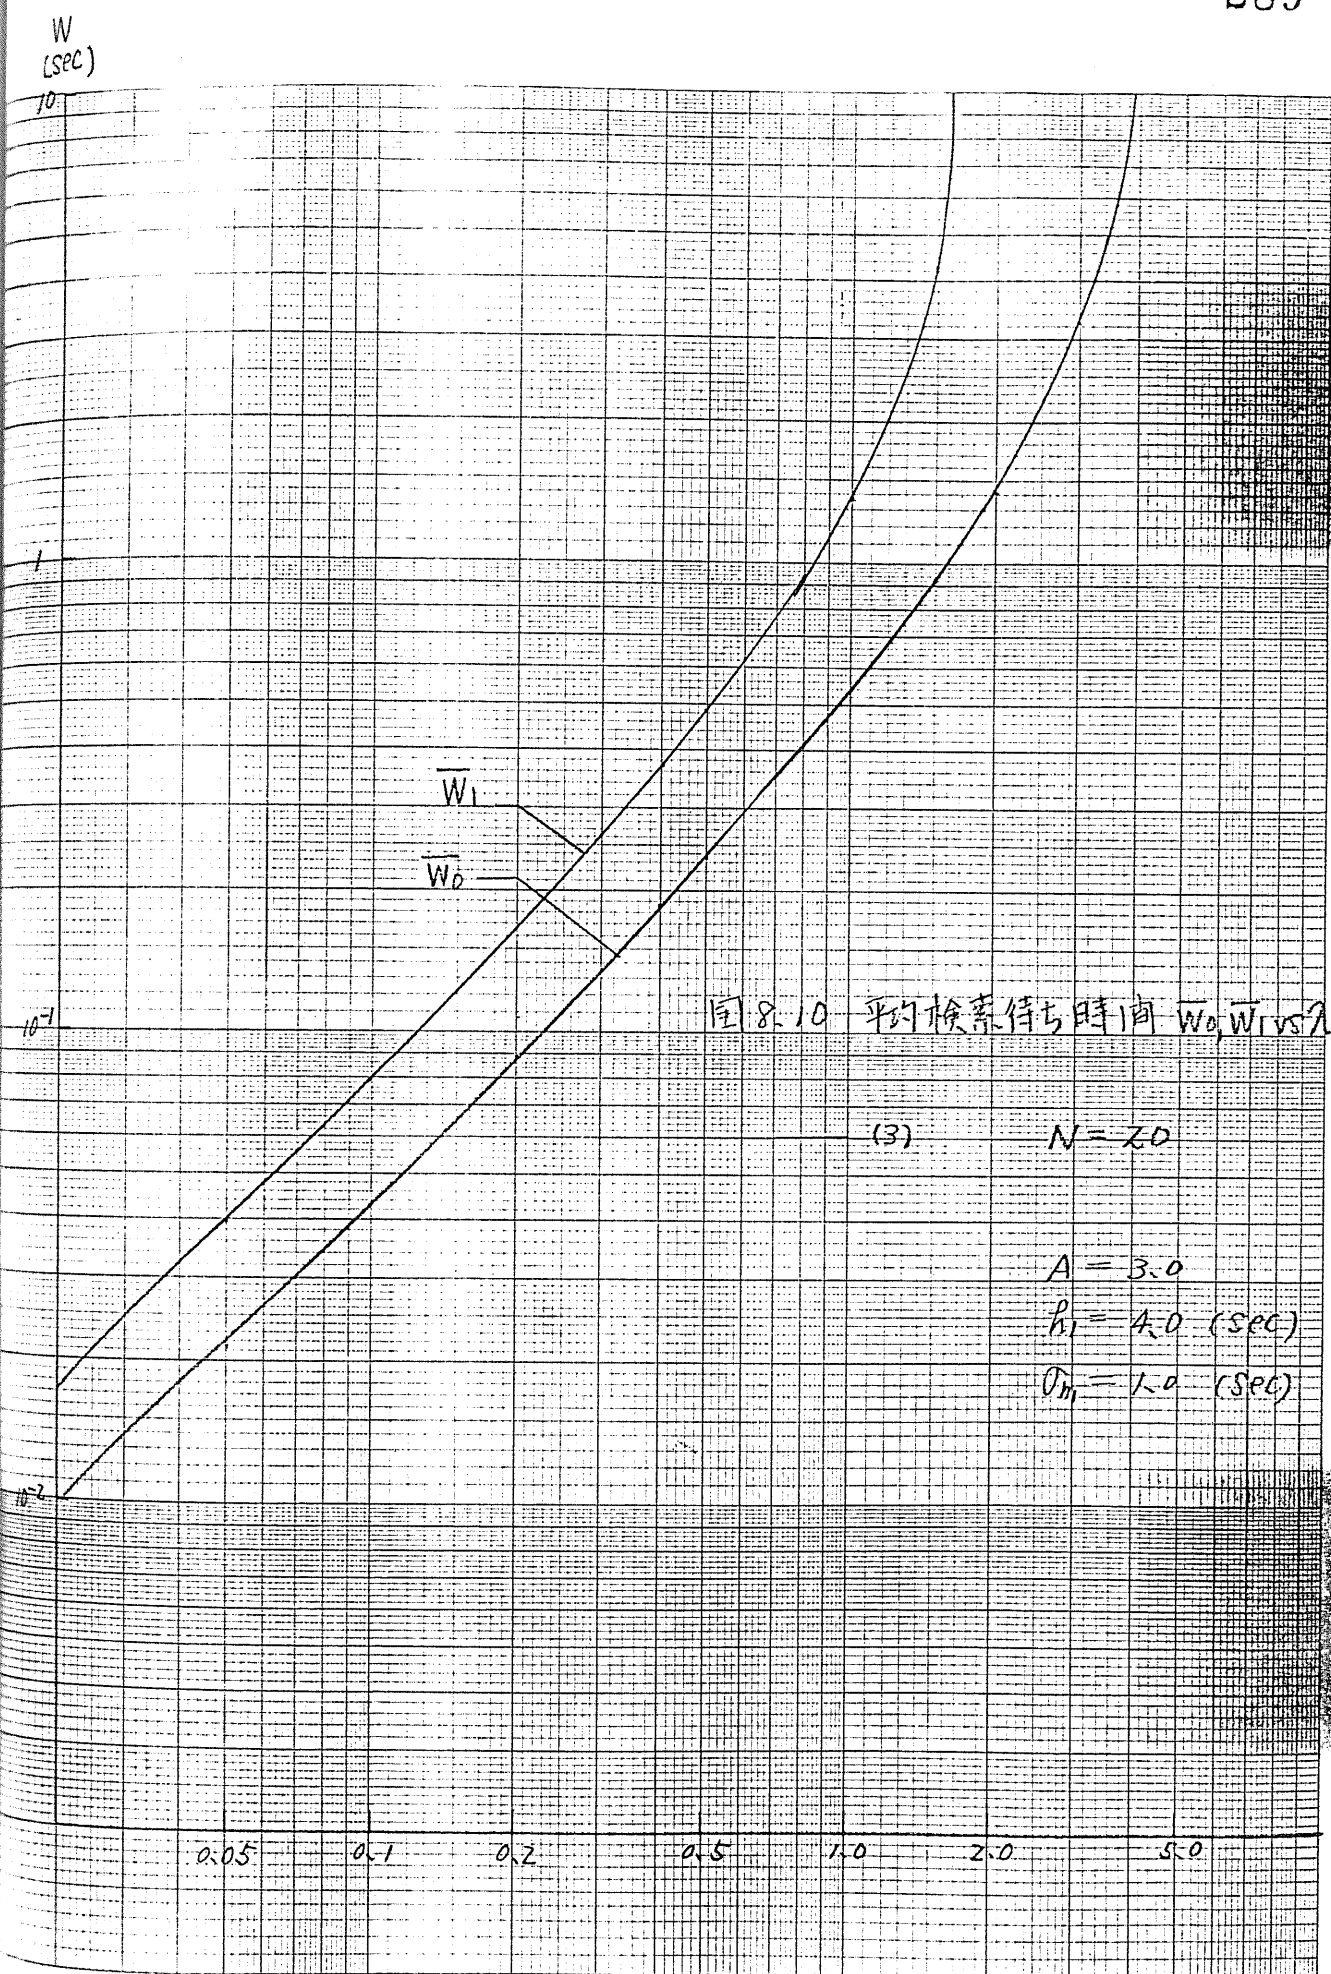 W
(sec)
10
1
10⁻¹
10⁻²
W̅₁
W̅₀
図8.10 平均検索待ち時間 W̅₀, W̅₁ vs λ
(3) N = 20
A = 3.0
h₁ = 4.0 (sec)
σₕ₁ = 1.0 (sec)
0.05 0.1 0.2 0.5 1.0 2.0 5.0